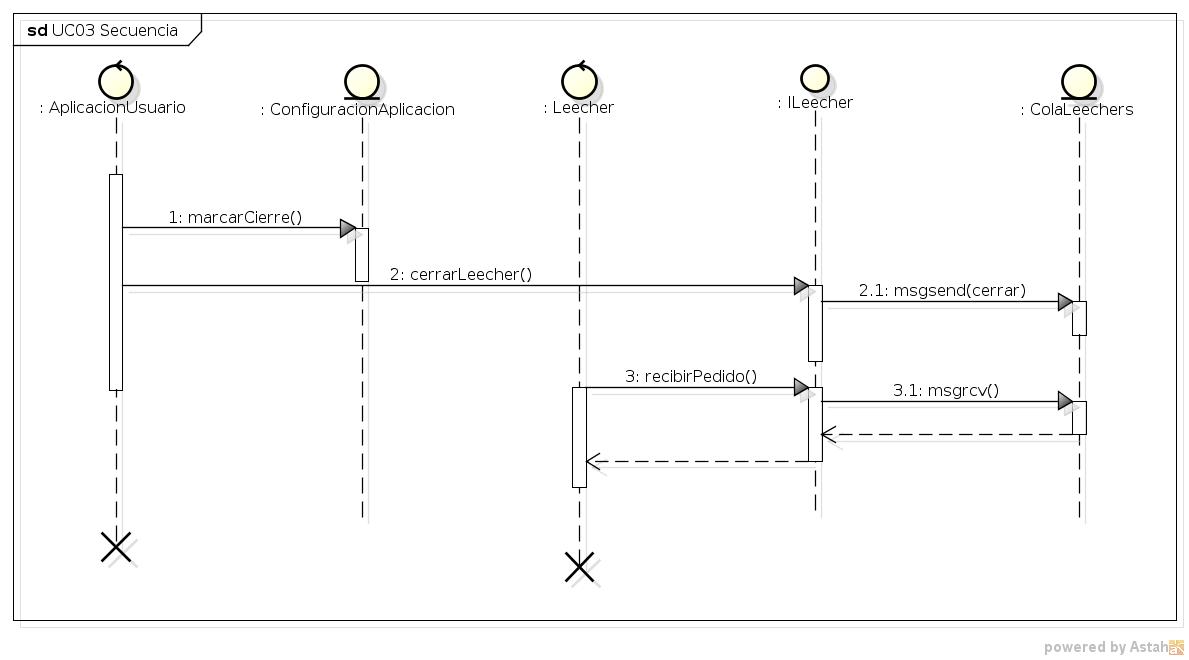 sd UC03 Secuencia
: AplicacionUsuario
: ConfiguracionAplicacion
: Leecher
: ILeecher
: ColaLeechers
1: marcarCierre()
2: cerrarLeecher()
2.1: msgsend(cerrar)
3: recibirPedido()
3.1: msgrcv()
powered by Astah